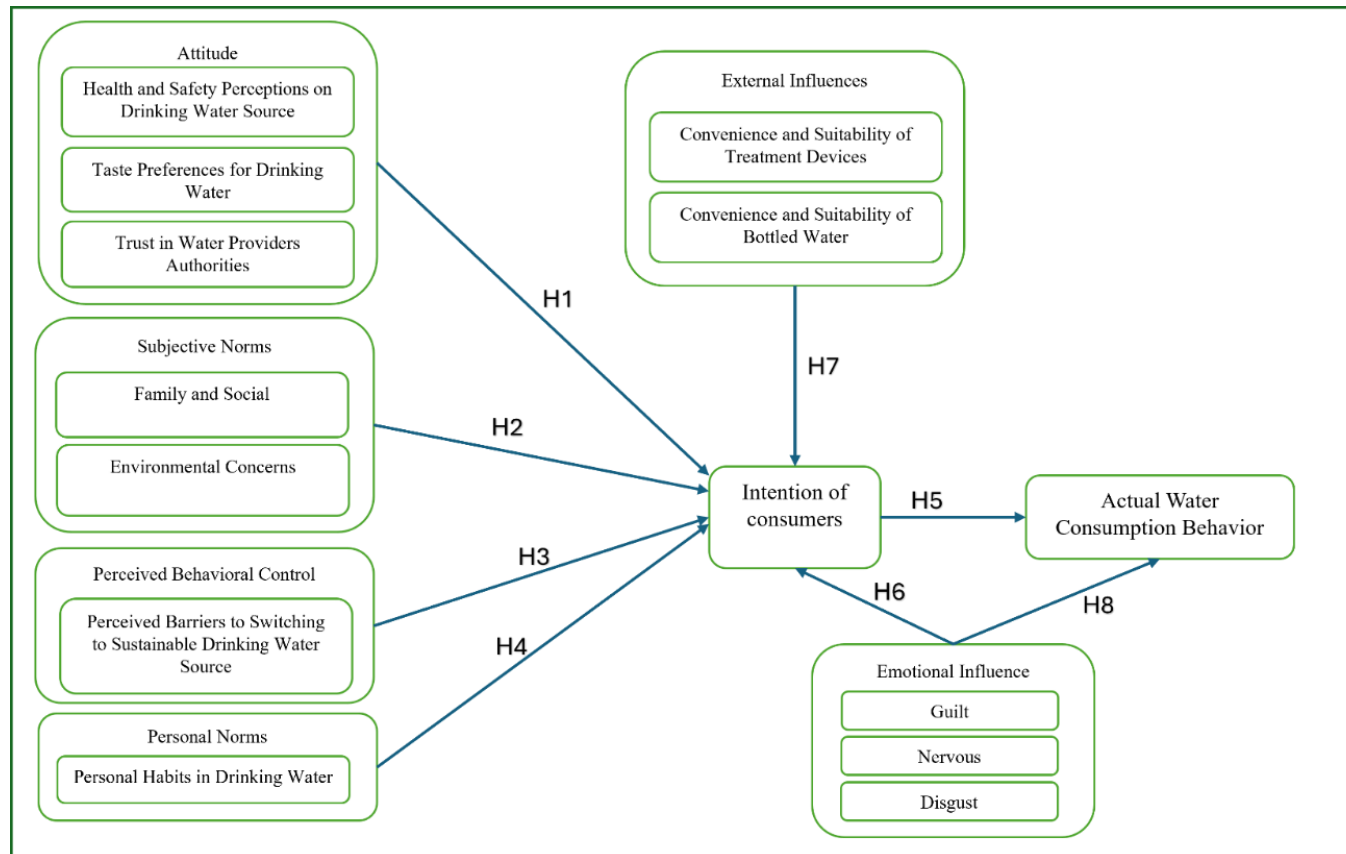 Attitude
Health and Safety Perceptions on
Drinking Water Source
Taste Preferences for Drinking
Water
Trust in Water Providers
Authorities
Subjective Norms
Family and Social
Environmental Concerns
Perceived Behavioral Control
Perceived Barriers to Switching
to Sustainable Drinking Water
Source
Personal Norms
Personal Habits in Drinking Water
H1
H2
H3
H4
External Influences
Convenience and Suitability of
Treatment Devices
Convenience and Suitability of
Bottled Water
H7
Intention of
consumers
H5
Actual Water
Consumption Behavior
H6
H8
Emotional Influence
Guilt
Nervous
Disgust